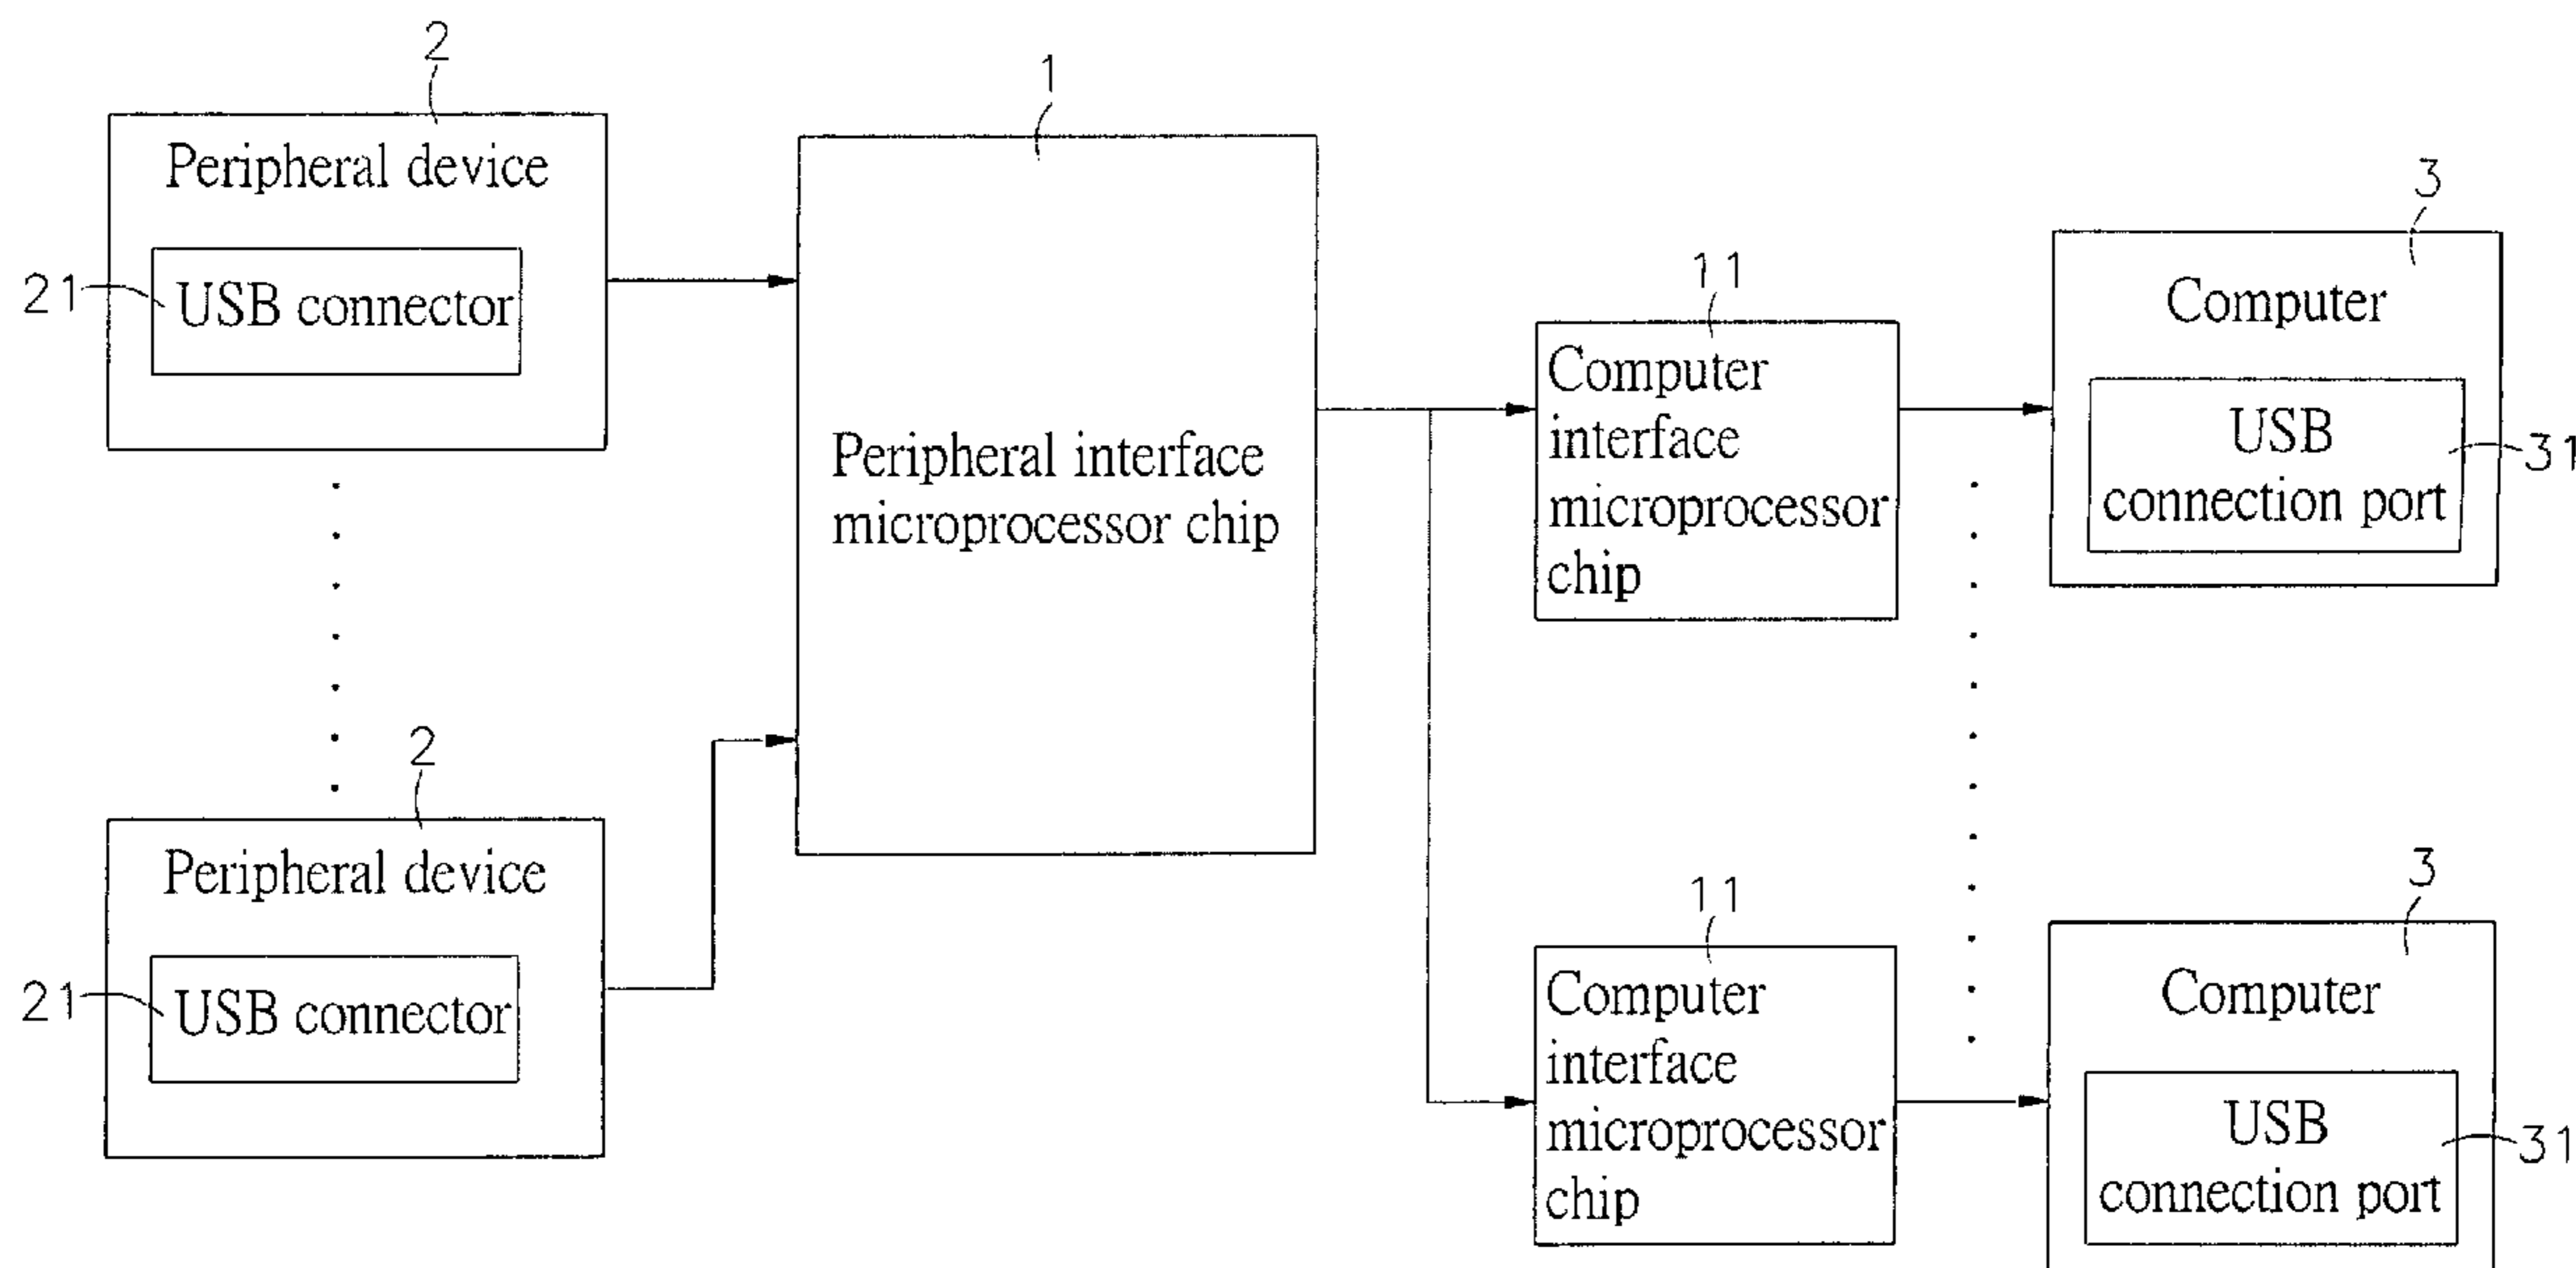 2
Peripheral device
21
USB connector
1
Peripheral interface
microprocessor chip
11
Computer
interface
microprocessor
chip
3
Computer
USB
connection port
31
2
Peripheral device
21
USB connector
11
Computer
interface
microprocessor
chip
3
Computer
USB
connection port
31